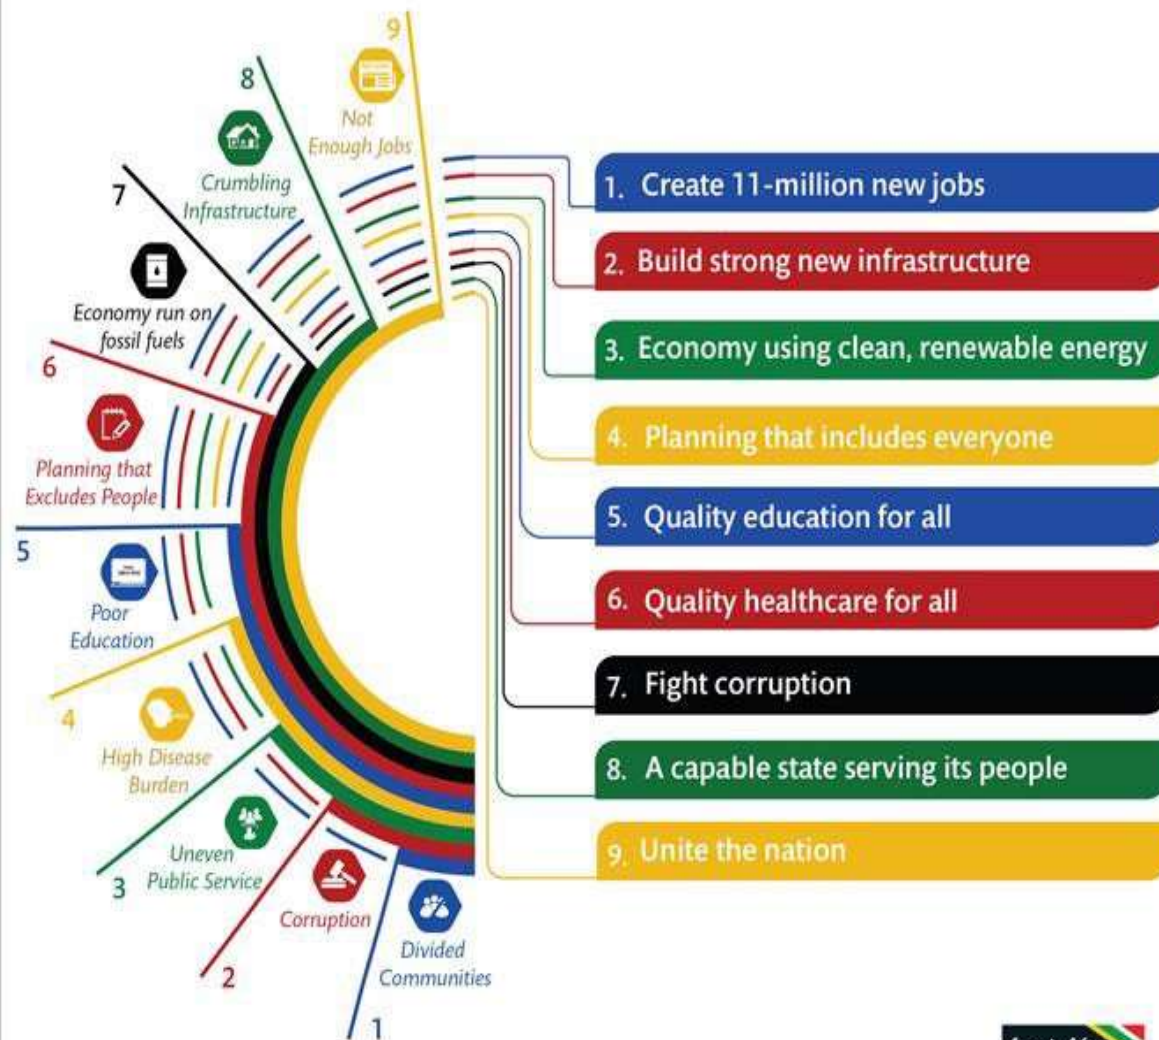 9
Not
Enough Jobs
8
Crumbling
Infrastructure
7
Economy run on
fossil fuels
6
Planning that
Excludes People
5
Poor
Education
4
High Disease
Burden
3
Uneven
Public Service
2
Corruption
1
Divided
Communities
1. Create 11-million new jobs
2. Build strong new infrastructure
3. Economy using clean, renewable energy
4. Planning that includes everyone
5. Quality education for all
6. Quality healthcare for all
7. Fight corruption
8. A capable state serving its people
9. Unite the nation